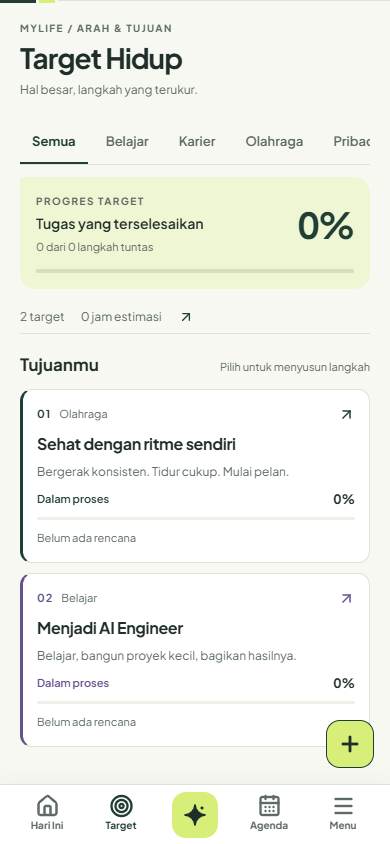 MYLIFE / ARAH & TUJUAN
Target Hidup
Hal besar, langkah yang terukur.
Semua Belajar Karier Olahraga Pribac
PROGRES TARGET
Tugas yang terselesaikan
0%
0 dari 0 langkah tuntas
2 target 0 jam estimasi
Tujuanmu
Pilih untuk menyusun langkah
01 Olahraga
Sehat dengan ritme sendiri
Bergerak konsisten. Tidur cukup. Mulai pelan.
Dalam proses 0%
Belum ada rencana
02 Belajar
Menjadi AI Engineer
Belajar, bangun proyek kecil, bagikan hasilnya.
Dalam proses 0%
Belum ada rencana
Hari Ini Target Agenda Menu